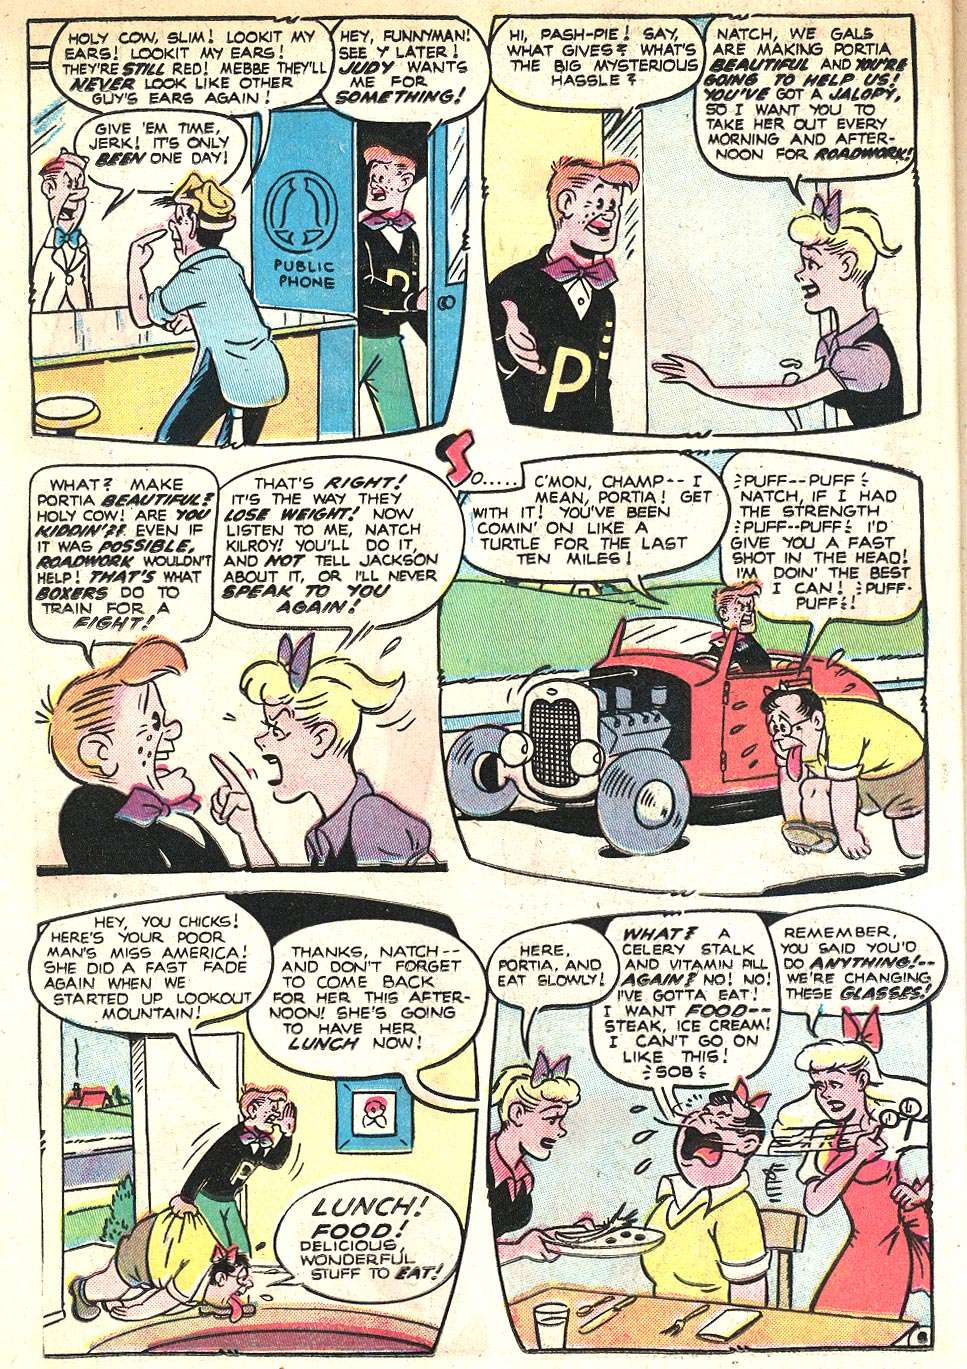 HOLY COW, SLIM! LOOKIT MY
EARS! LOOKIT MY EARS!
THEY'RE STILL RED! MEBBE THEY'LL
NEVER LOOK LIKE OTHER
GUY'S EARS AGAIN!
GIVE 'EM TIME,
JERK! IT'S ONLY
BEEN ONE DAY!
HEY, FUNNYMAN!
SEE Y LATER!
JUDY WANTS
ME FOR
SOMETHING!
PUBLIC
PHONE
P
HI, PASH-PIE! SAY,
WHAT GIVES? WHAT'S
THE BIG MYSTERIOUS
HASSLE?
NATCH, WE GALS
ARE MAKING PORTIA
BEAUTIFUL AND YOU'RE
GOING TO HELP US!
YOU'VE GOT A JALOPY,
SO I WANT YOU TO
TAKE HER OUT EVERY
MORNING AND AFTER-
NOON FOR ROADWORK!
P
WHAT? MAKE
PORTIA BEAUTIFUL?
HOLY COW! ARE YOU
KIDDIN'?! EVEN IF
IT WAS POSSIBLE,
ROADWORK WOULDN'T
HELP! THAT'S WHAT
BOXERS DO TO
TRAIN FOR A
FIGHT!
THAT'S RIGHT!
IT'S THE WAY THEY
LOSE WEIGHT! NOW
LISTEN TO ME, NATCH
KILROY! YOU'LL DO IT,
AND NOT TELL JACKSON
ABOUT IT, OR I'LL NEVER
SPEAK TO YOU
AGAIN!
SO.....
C'MON, CHAMP-- I
MEAN, PORTIA! GET
WITH IT! YOU'VE BEEN
COMIN' ON LIKE A
TURTLE FOR THE LAST
TEN MILES!
PUFF--PUFF
NATCH, IF I HAD
THE STRENGTH
PUFF--PUFF! I'D
GIVE YOU A FAST
SHOT IN THE HEAD!
I'M DOIN' THE BEST
I CAN! PUFF-
PUFF!
HEY, YOU CHICKS!
HERE'S YOUR POOR
MAN'S MISS AMERICA!
SHE DID A FAST FADE
AGAIN WHEN WE
STARTED UP LOOKOUT
MOUNTAIN!
THANKS, NATCH--
AND DON'T FORGET
TO COME BACK
FOR HER THIS AFTER-
NOON! SHE'S GOING
TO HAVE HER
LUNCH NOW!
P
LUNCH!
FOOD!
DELICIOUS,
WONDERFUL
STUFF TO EAT!
HERE,
PORTIA, AND
EAT SLOWLY!
WHAT? A
CELERY STALK
AND VITAMIN PILL
AGAIN? NO! NO!
I'VE GOTTA EAT!
I WANT FOOD--
STEAK, ICE CREAM!
I CAN'T GO ON
LIKE THIS!
SOB
REMEMBER,
YOU SAID YOU'D
DO ANYTHING!--
WE'RE CHANGING
THESE GLASSES!